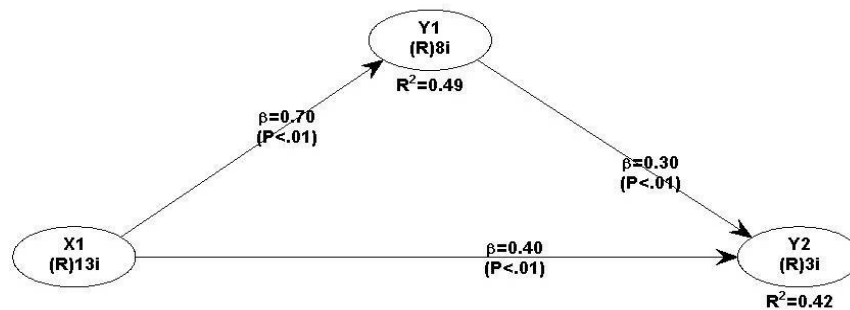 Y1
(R)8i
R²=0.49
β=0.70
(P<.01)
β=0.30
(P<.01)
X1
(R)13i
β=0.40
(P<.01)
Y2
(R)3i
R²=0.42